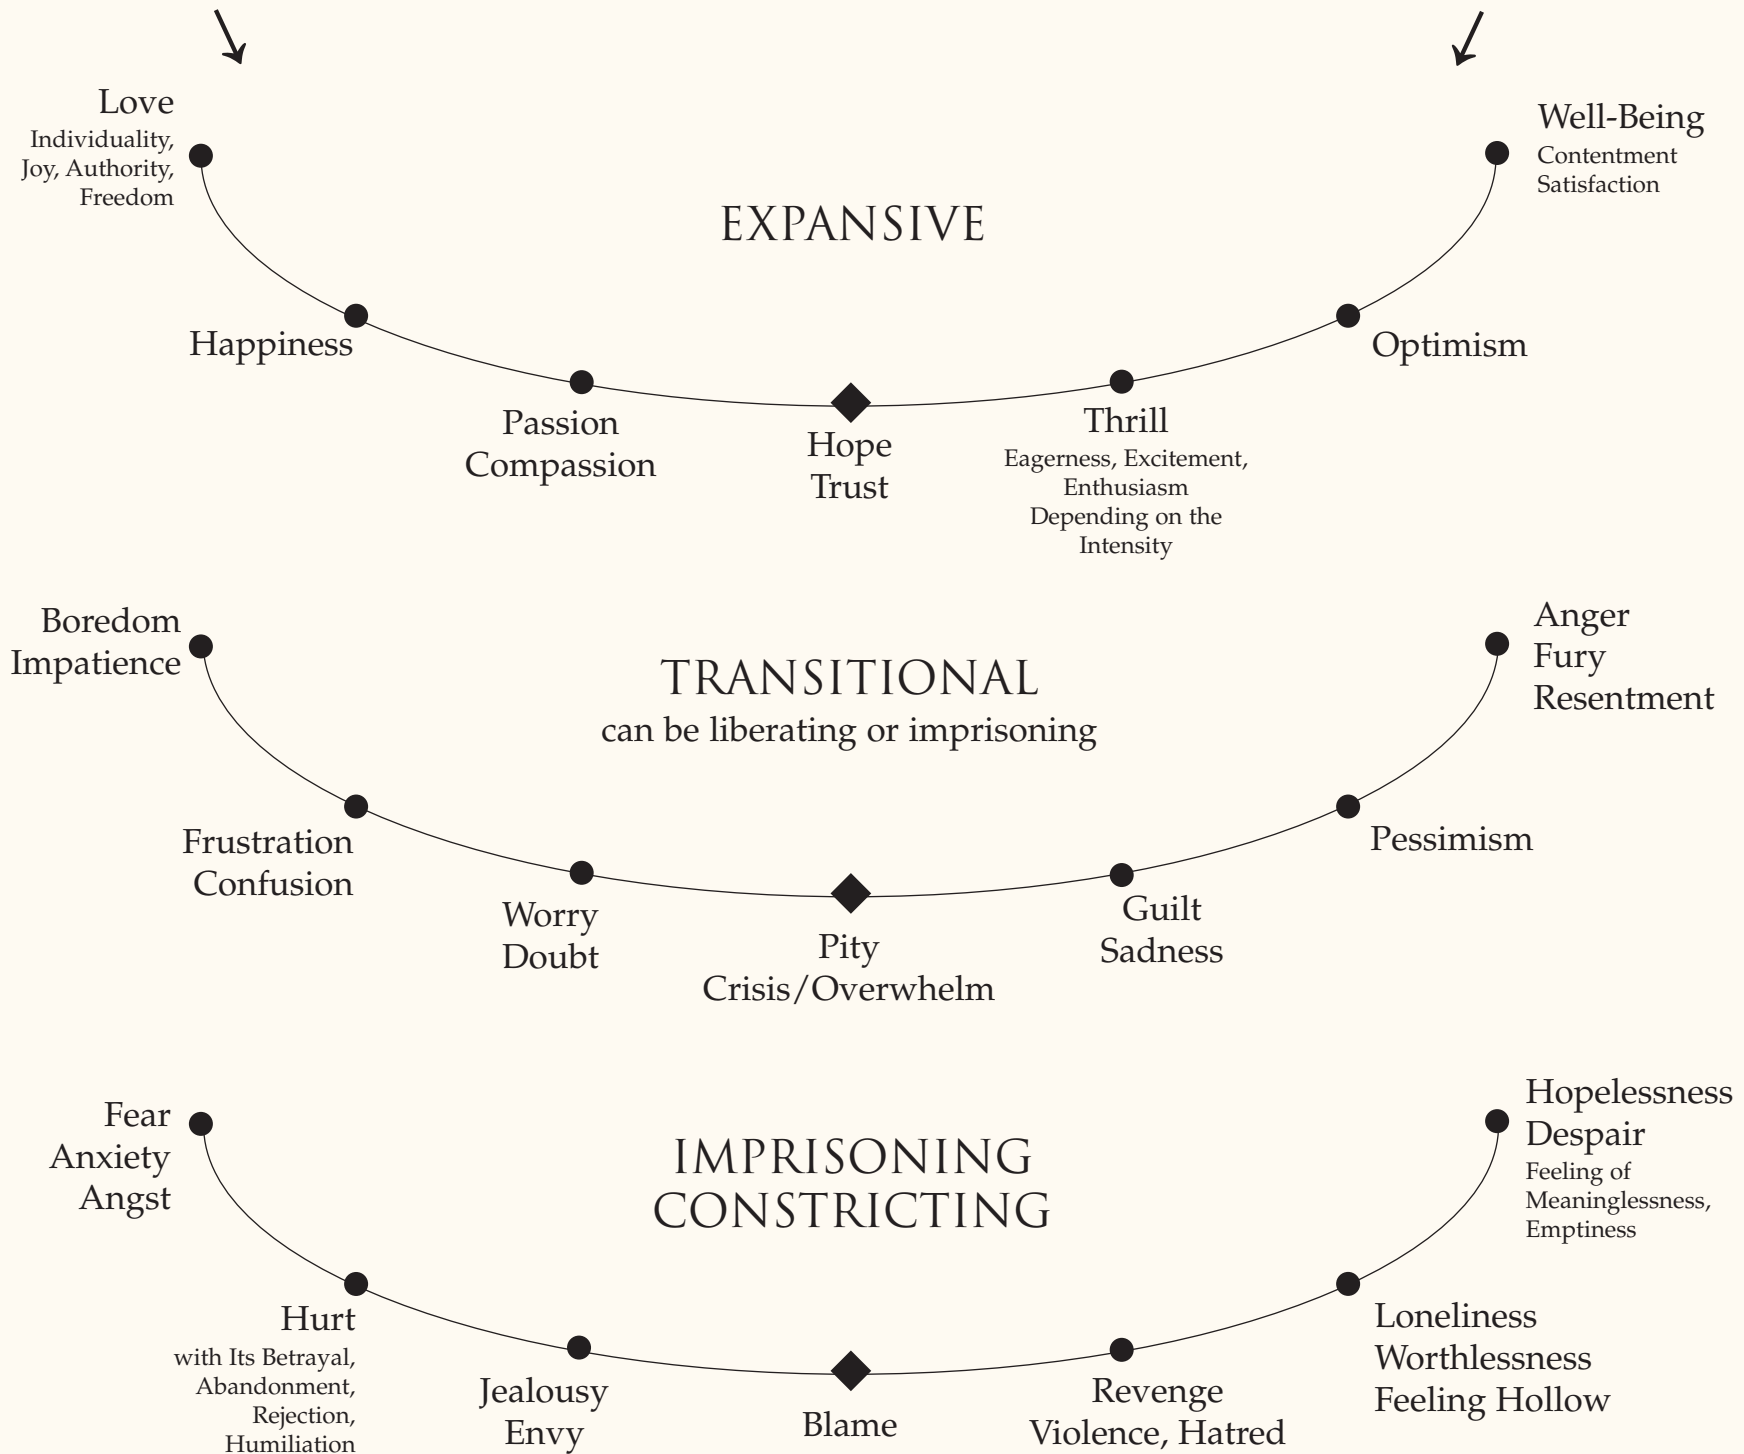 Love
Individuality,
Joy, Authority,
Freedom
Well-Being
Contentment
Satisfaction
EXPANSIVE
Happiness
Optimism
Passion
Compassion
Hope
Trust
Thrill
Eagerness, Excitement,
Enthusiasm
Depending on the
Intensity
Boredom
Impatience
Anger
Fury
Resentment
TRANSITIONAL
can be liberating or imprisoning
Frustration
Confusion
Pessimism
Worry
Doubt
Pity
Crisis/Overwhelm
Guilt
Sadness
Fear
Anxiety
Angst
Hopelessness
Despair
Feeling of
Meaninglessness,
Emptiness
IMPRISONING
CONSTRICTING
Hurt
with Its Betrayal,
Abandonment,
Rejection,
Humiliation
Loneliness
Worthlessness
Feeling Hollow
Jealousy
Envy
Blame
Revenge
Violence, Hatred